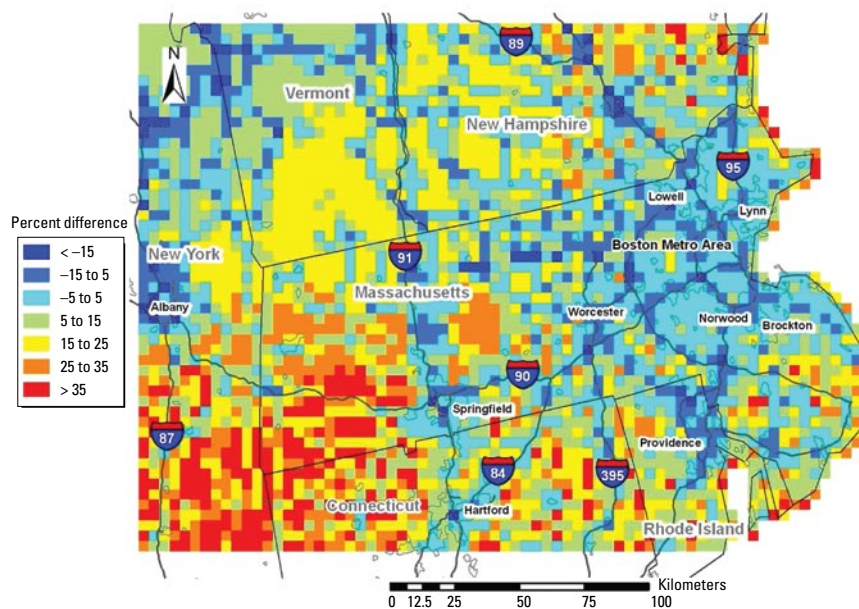 N
89
Vermont
New Hampshire
95
Lowell
Lynn
Percent difference
< –15
–15 to 5
–5 to 5
5 to 15
15 to 25
25 to 35
> 35
New York
91
Boston Metro Area
Massachusetts
Albany
Worcester
Norwood
Brockton
90
Springfield
87
Providence
84
395
Connecticut
Hartford
Rhode Island
Kilometers
0 12.5 25 50 75 100